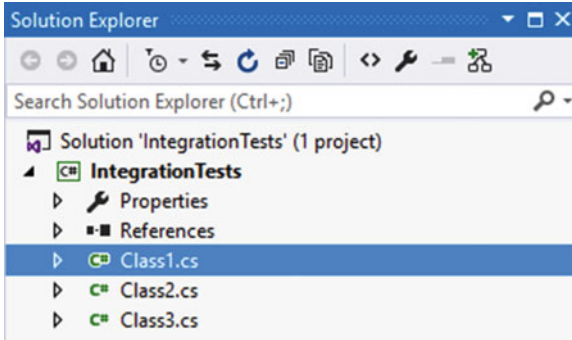 Solution Explorer
Search Solution Explorer (Ctrl+;)
Solution 'IntegrationTests' (1 project)
C# IntegrationTests
Properties
References
C# Class1.cs
C# Class2.cs
C# Class3.cs